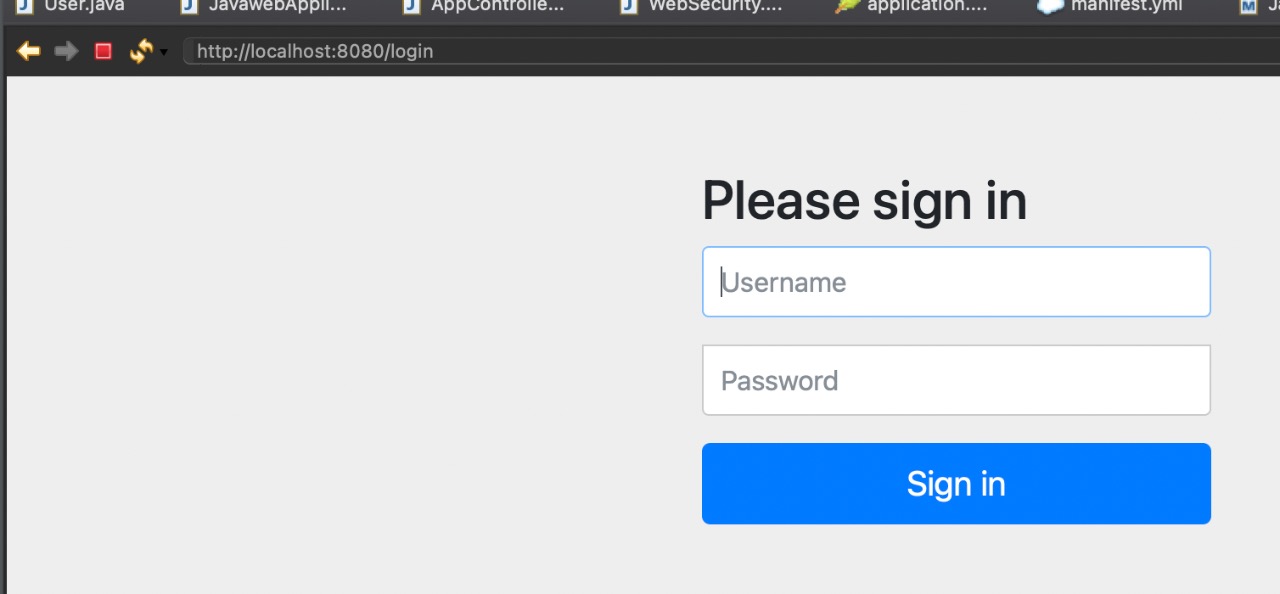 User.java JavawebAppli... AppControlle... WebSecurity.... application.... manifest.yml
http://localhost:8080/login
Please sign in
Username
Password
Sign in